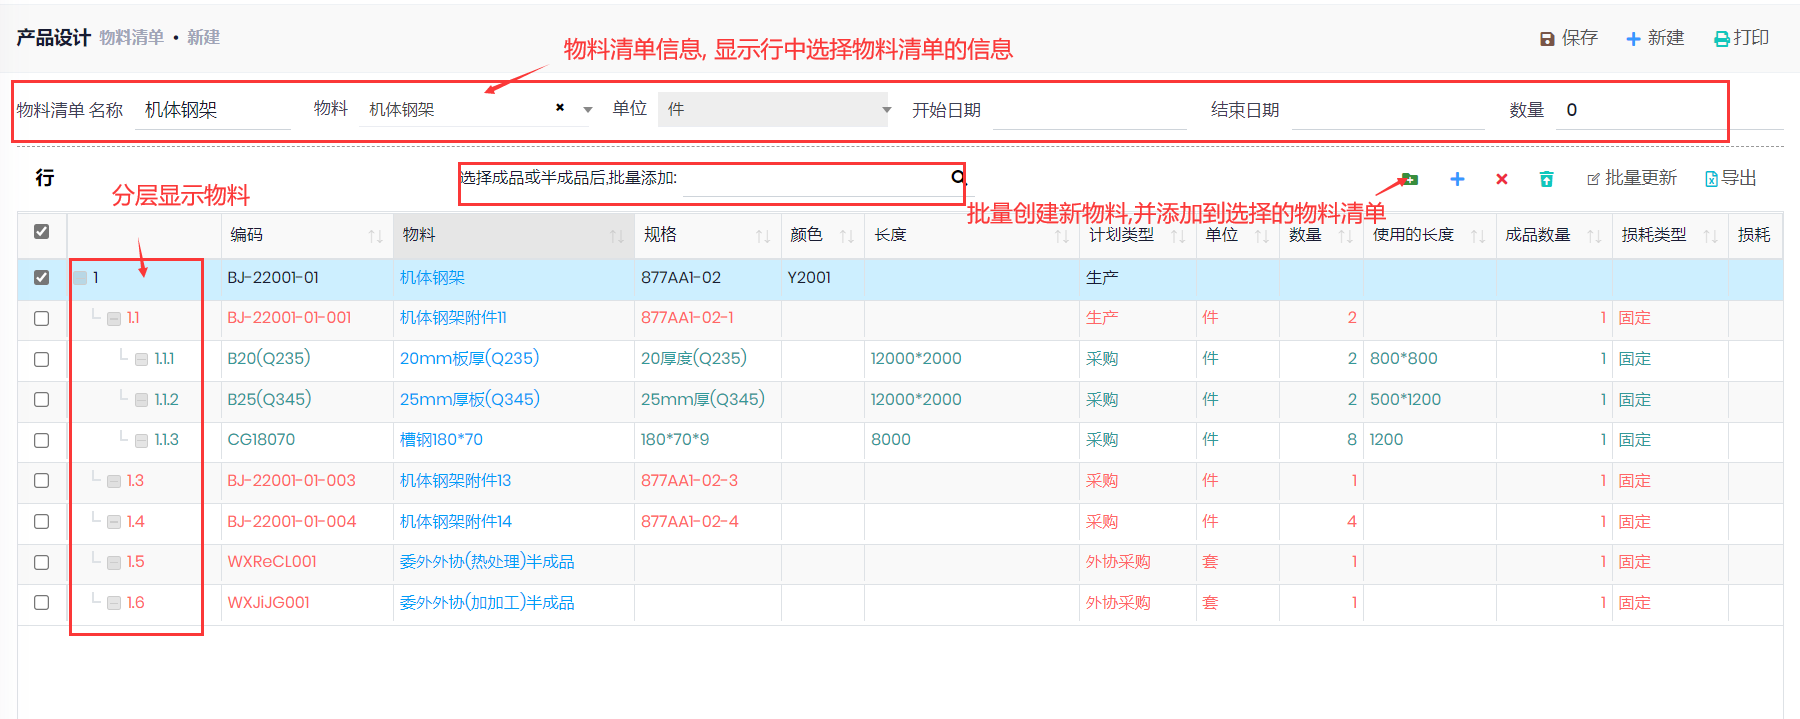 产品设计 物料清单 • 新建
保存 新建 打印
物料清单信息, 显示行中选择物料清单的信息
物料清单 名称 机体钢架 物料 机体钢架 单位 件 开始日期 结束日期 数量 0
行 选择成品或半成品后,批量添加: 批量更新 导出
分层显示物料
批量创建新物料,并添加到选择的物料清单
编码 物料 规格 颜色 长度 计划类型 单位 数量 使用的长度 成品数量 损耗类型 损耗
1 BJ-22001-01 机体钢架 877AA1-02 Y2001 生产
1.1 BJ-22001-01-001 机体钢架附件11 877AA1-02-1 生产 件 2 1 固定
1.1.1 B20(Q235) 20mm板厚(Q235) 20厚度(Q235) 12000*2000 采购 件 2 800*800 1 固定
1.1.2 B25(Q345) 25mm厚板(Q345) 25mm厚(Q345) 12000*2000 采购 件 2 500*1200 1 固定
1.1.3 CG18070 槽钢180*70 180*70*9 8000 采购 件 8 1200 1 固定
1.3 BJ-22001-01-003 机体钢架附件13 877AA1-02-3 采购 件 1 1 固定
1.4 BJ-22001-01-004 机体钢架附件14 877AA1-02-4 采购 件 4 1 固定
1.5 WXReCL001 委外外协(热处理)半成品 外协采购 套 1 1 固定
1.6 WXJiJG001 委外外协(加加工)半成品 外协采购 套 1 1 固定